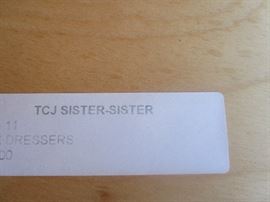 TCJ SISTER-SISTER
11
DRESSERS
00